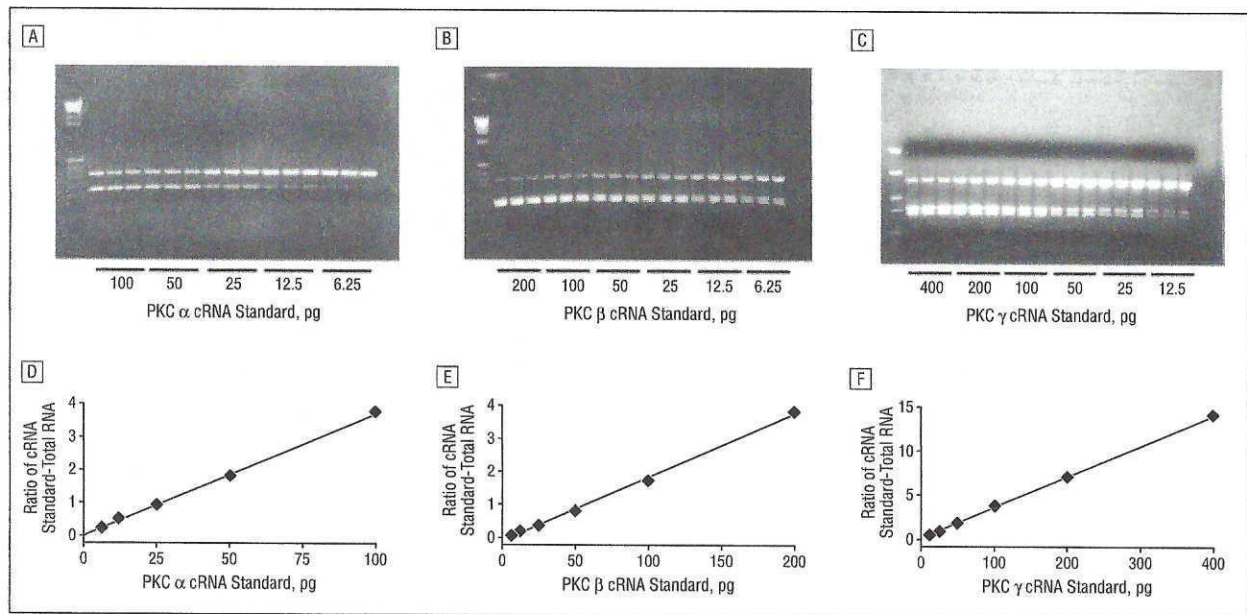 A
B
C
100 50 25 12.5 6.25
PKC α cRNA Standard, pg
200 100 50 25 12.5 6.25
PKC β cRNA Standard, pg
400 200 100 50 25 12.5
PKC γ cRNA Standard, pg
D
Ratio of cRNA
Standard-Total RNA
4
3
2
1
0
0 25 50 75 100
PKC α cRNA Standard, pg
E
Ratio of cRNA
Standard-Total RNA
4
3
2
1
0
0 50 100 150 200
PKC β cRNA Standard, pg
F
Ratio of cRNA
Standard-Total RNA
15
10
5
0
0 100 200 300 400
PKC γ cRNA Standard, pg